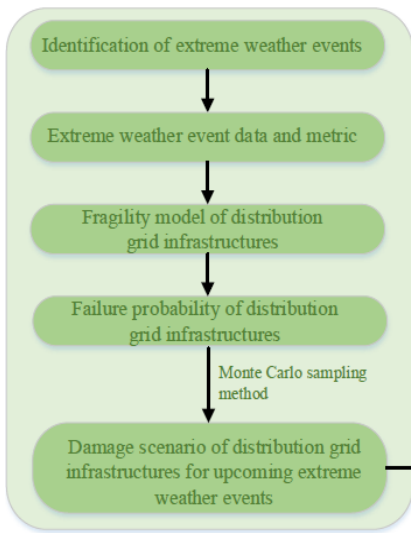 Identification of extreme weather events
Extreme weather event data and metric
Fragility model of distribution
grid infrastructures
Failure probability of distribution
grid infrastructures
Monte Carlo sampling
method
Damage scenario of distribution grid
infrastructures for upcoming extreme
weather events